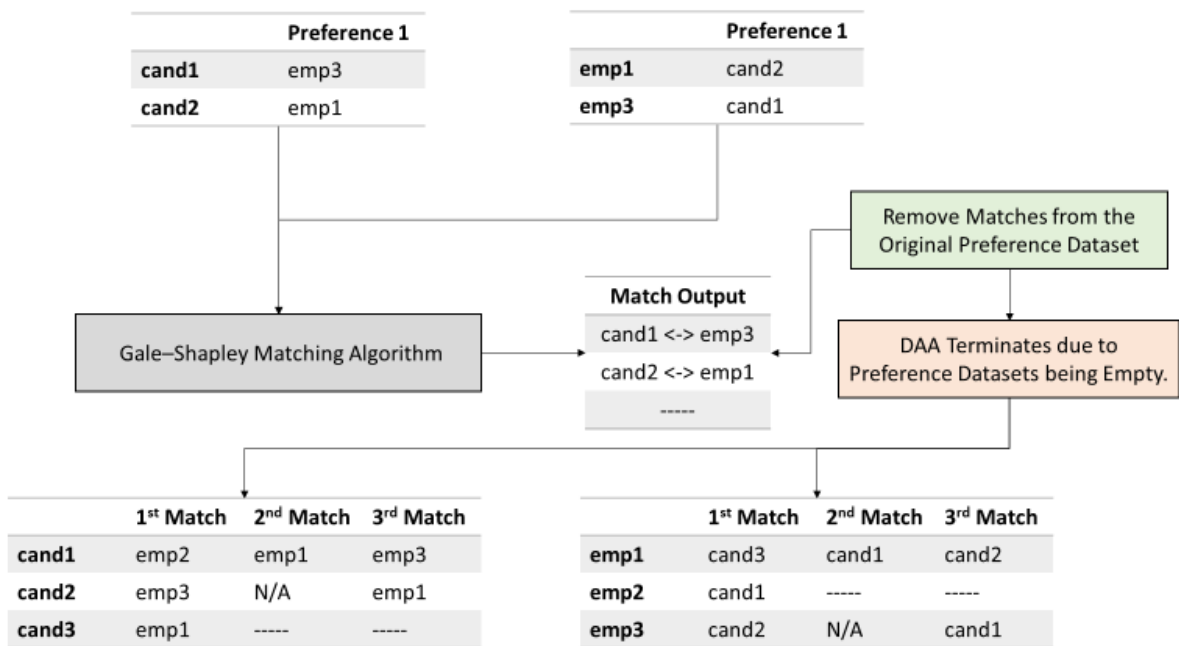 Preference 1
cand1 emp3
cand2 emp1
Preference 1
emp1 cand2
emp3 cand1
Remove Matches from the
Original Preference Dataset
Gale–Shapley Matching Algorithm
Match Output
cand1 <-> emp3
cand2 <-> emp1
-----
DAA Terminates due to
Preference Datasets being Empty.
1st Match 2nd Match 3rd Match
cand1 emp2 emp1 emp3
cand2 emp3 N/A emp1
cand3 emp1 ----- -----
1st Match 2nd Match 3rd Match
emp1 cand3 cand1 cand2
emp2 cand1 ----- -----
emp3 cand2 N/A cand1